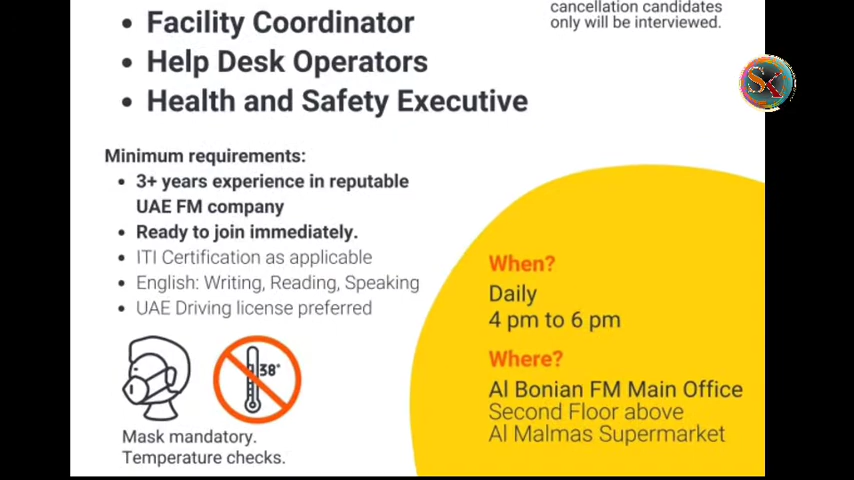 cancellation candidates
only will be interviewed.
• Facility Coordinator
• Help Desk Operators
• Health and Safety Executive
SK
Minimum requirements:
• 3+ years experience in reputable
UAE FM company
• Ready to join immediately.
• ITI Certification as applicable
• English: Writing, Reading, Speaking
• UAE Driving license preferred
38°
Mask mandatory.
Temperature checks.
When?
Daily
4 pm to 6 pm
Where?
Al Bonian FM Main Office
Second Floor above
Al Malmas Supermarket